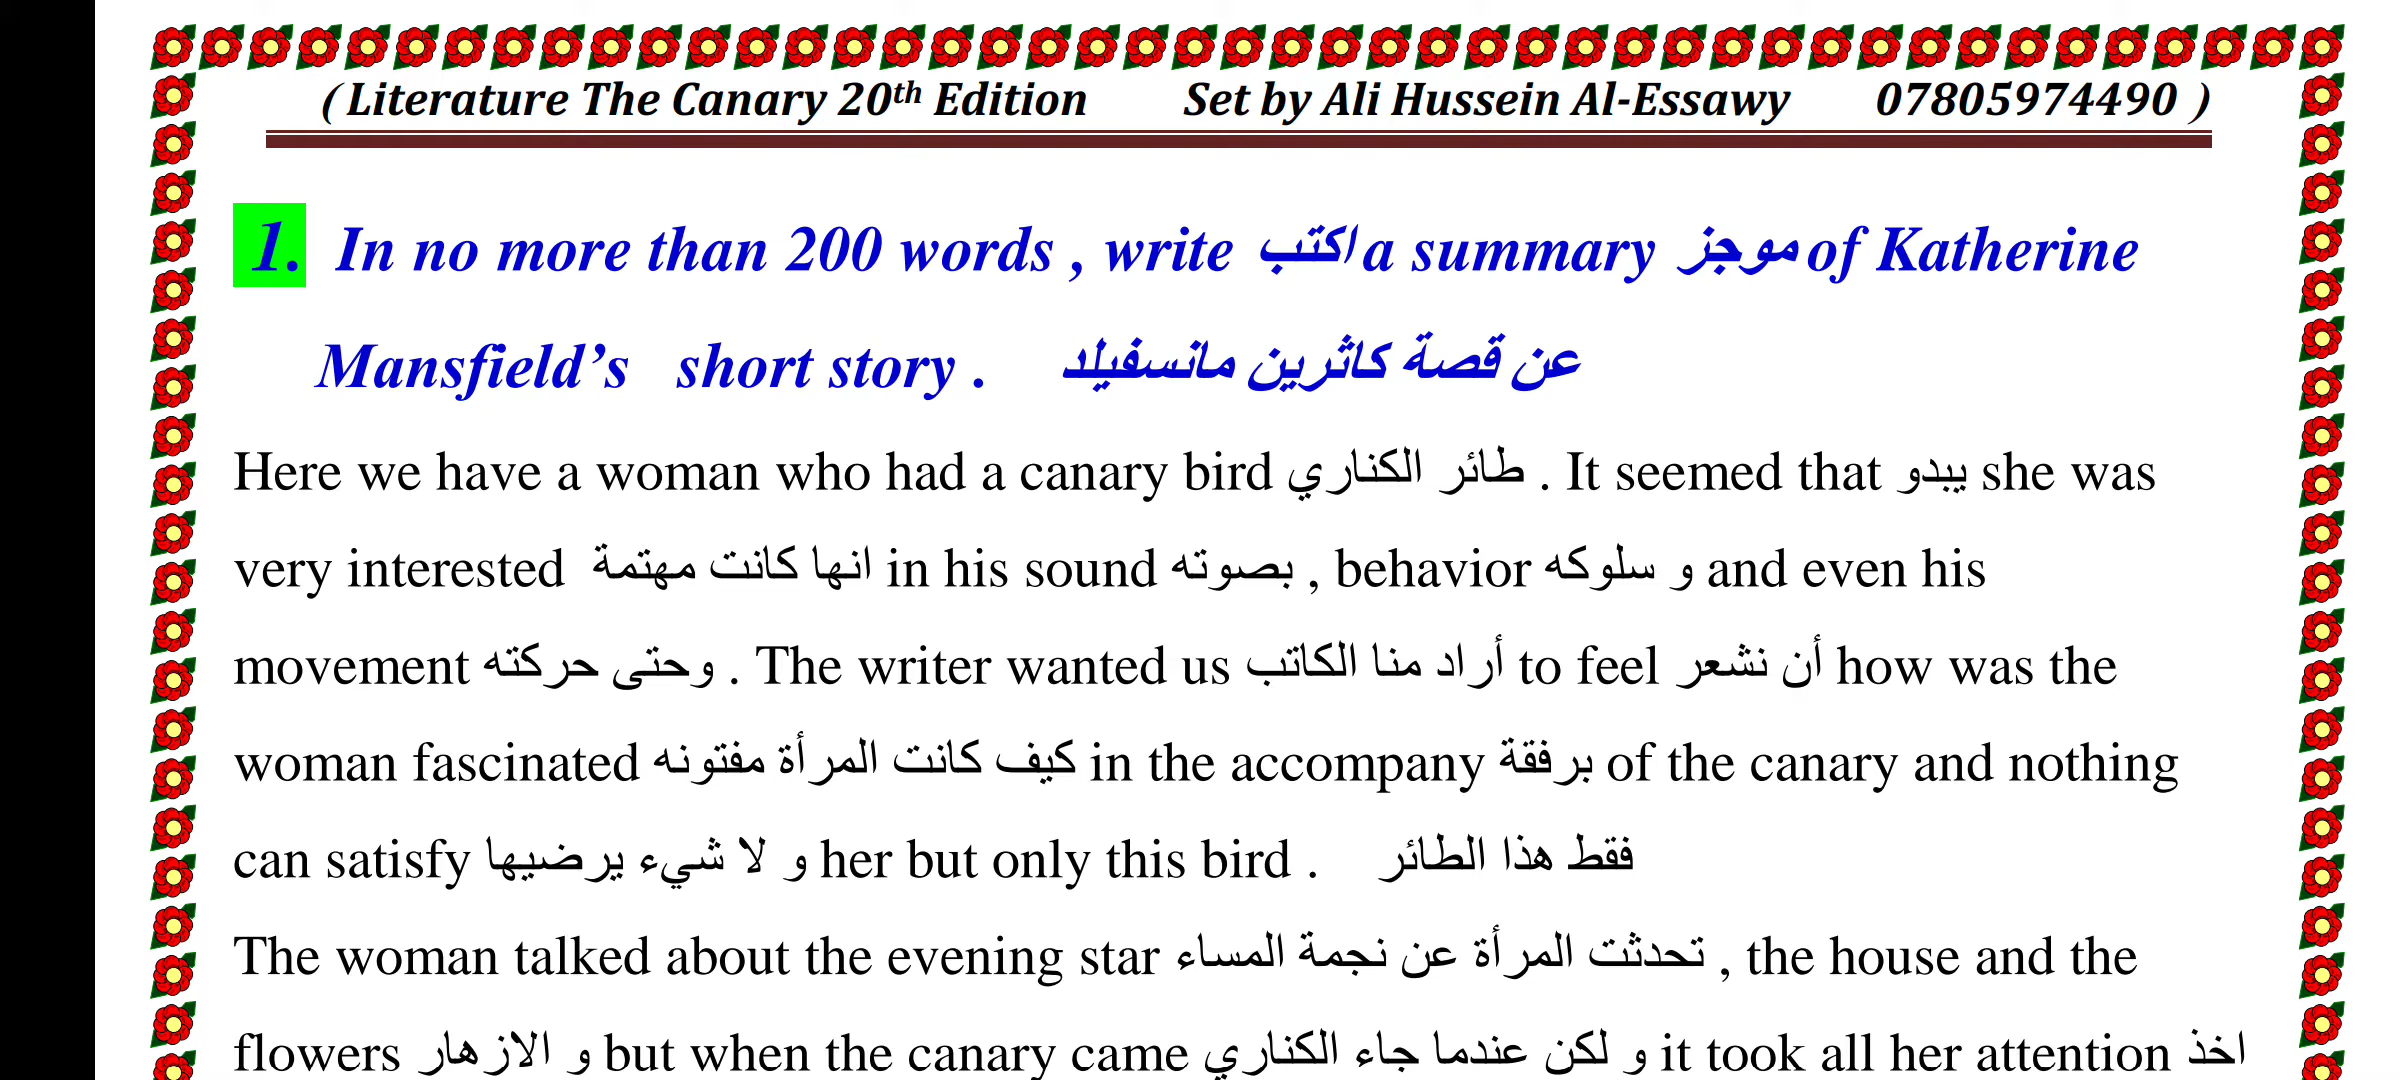 ( Literature The Canary 20th Edition Set by Ali Hussein Al-Essawy 07805974490 )
1. In no more than 200 words , write اكتب a summary موجز of Katherine
Mansfield’s short story . عن قصة كاثرين مانسفيلد
Here we have a woman who had a canary bird طائر الكناري . It seemed that يبدو she was
very interested انها كانت مهتمة in his sound بصوته , behavior و سلوكه and even his
movement وحتى حركته . The writer wanted us أراد منا الكاتب to feel أن نشعر how was the
woman fascinated كيف كانت المرأة مفتونه in the accompany برفقة of the canary and nothing
can satisfy و لا شيء يرضيها her but only this bird . فقط هذا الطائر
The woman talked about the evening star تحدثت المرأة عن نجمة المساء , the house and the
flowers و الازهار but when the canary came و لكن عندما جاء الكناري it took all her attention اخذ